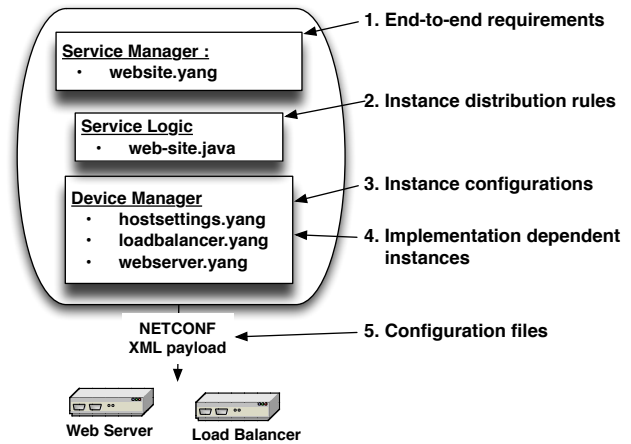 1. End-to-end requirements
Service Manager :
• website.yang
2. Instance distribution rules
Service Logic
• web-site.java
3. Instance configurations
Device Manager
• hostsettings.yang
• loadbalancer.yang
• webserver.yang
4. Implementation dependent
instances
NETCONF
XML payload
5. Configuration files
Web Server
Load Balancer